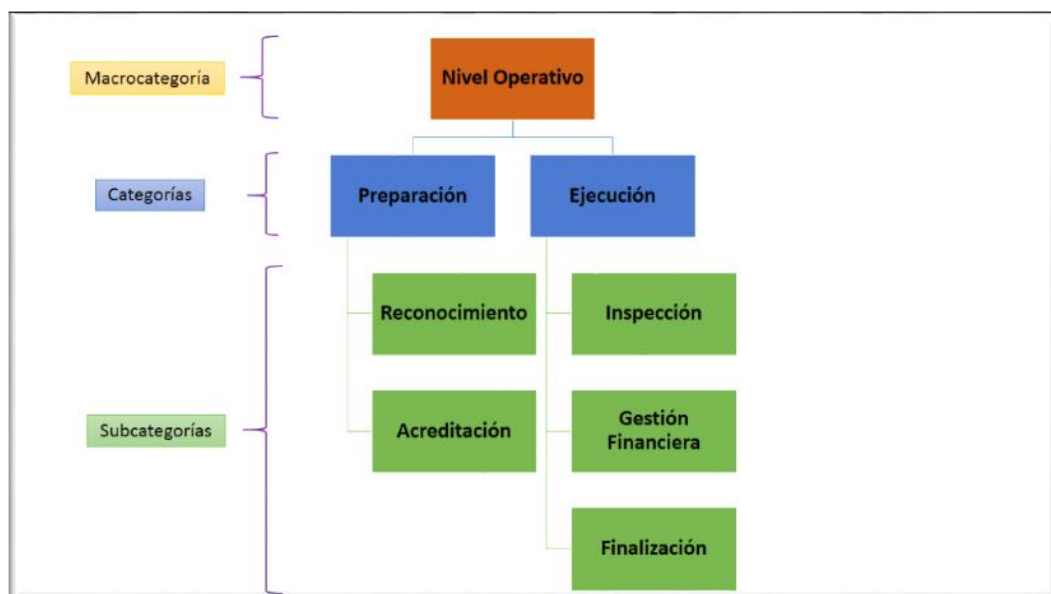 Macrocategoría
Nivel Operativo
Categorías
Preparación
Ejecución
Subcategorías
Reconocimiento
Inspección
Acreditación
Gestión
Financiera
Finalización